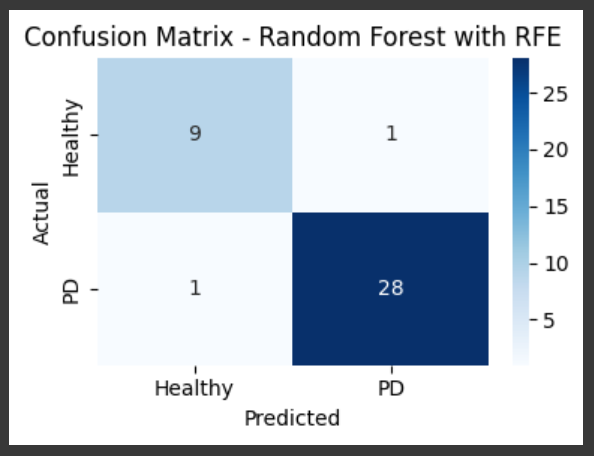 Confusion Matrix - Random Forest with RFE
Actual
Healthy
9
1
25
20
15
10
5
PD
1
28
Healthy
PD
Predicted